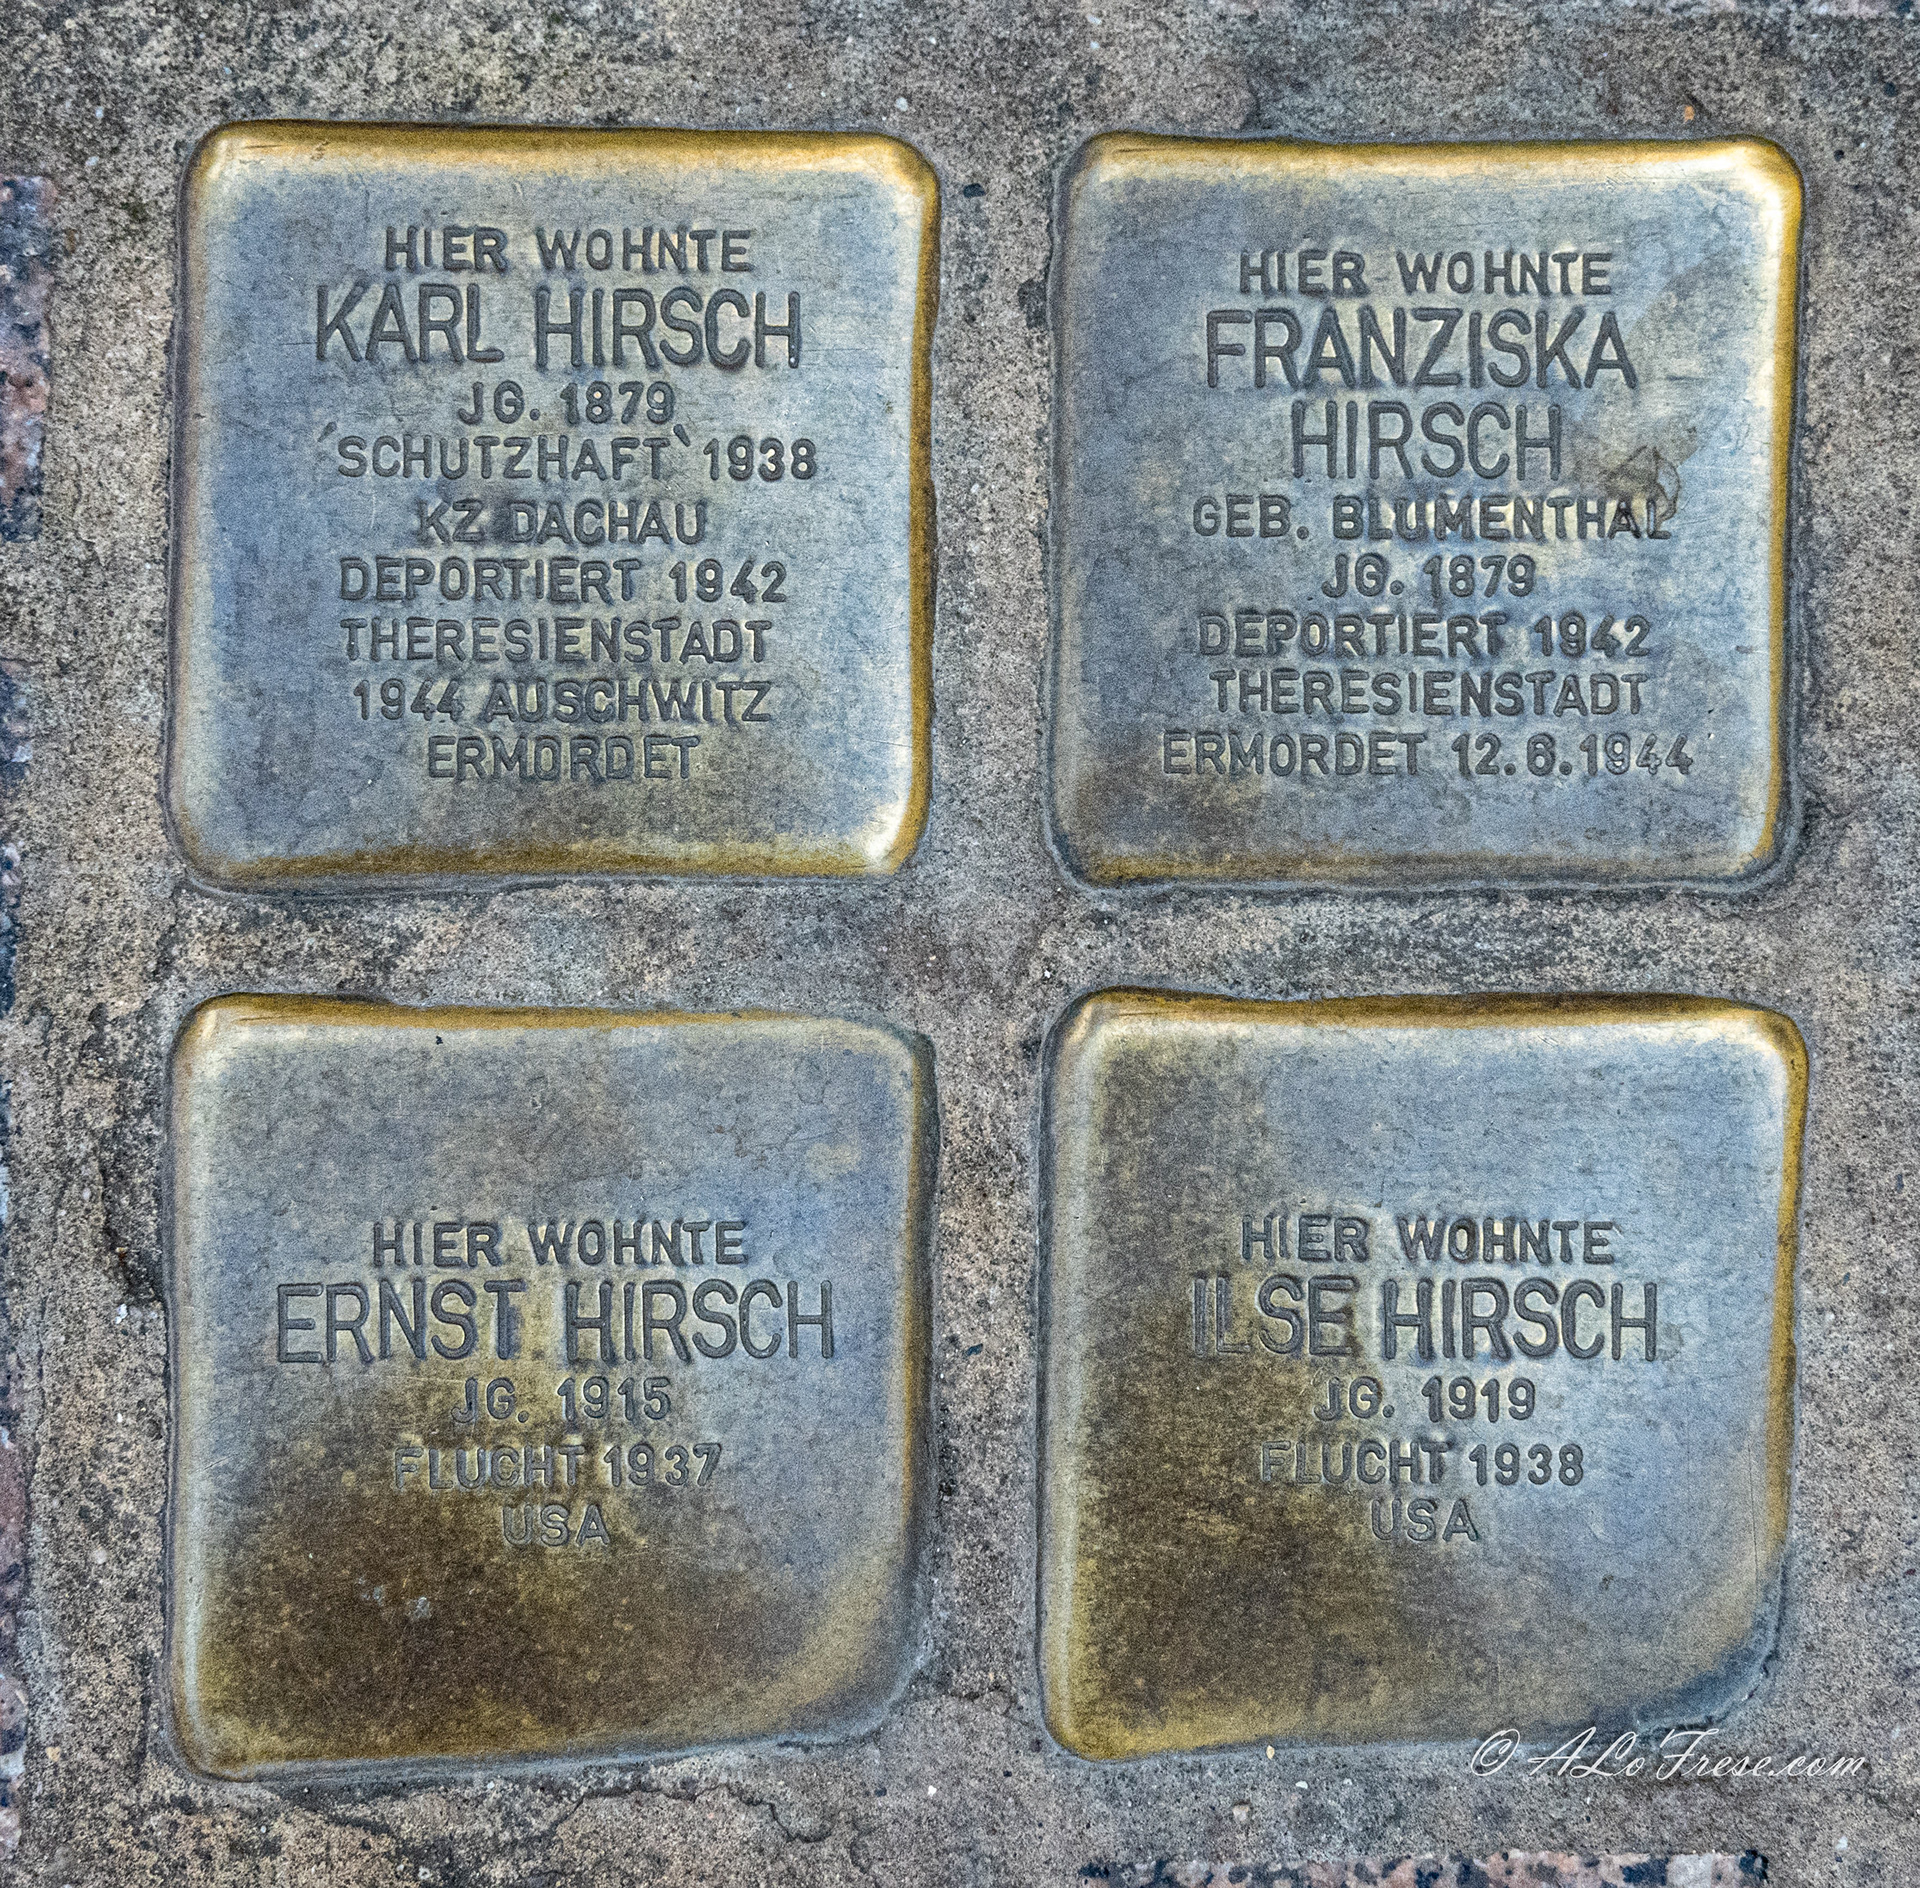 HIER WOHNTE
KARL HIRSCH
JG. 1879
´SCHUTZHAFT` 1938
KZ DACHAU
DEPORTIERT 1942
THERESIENSTADT
1944 AUSCHWITZ
ERMORDET
HIER WOHNTE
FRANZISKA
HIRSCH
GEB. BLUMENTHAL
JG. 1879
DEPORTIERT 1942
THERESIENSTADT
ERMORDET 12.6.1944
HIER WOHNTE
ERNST HIRSCH
JG. 1915
FLUCHT 1937
USA
HIER WOHNTE
ILSE HIRSCH
JG. 1919
FLUCHT 1938
USA
© ALoFrese.com